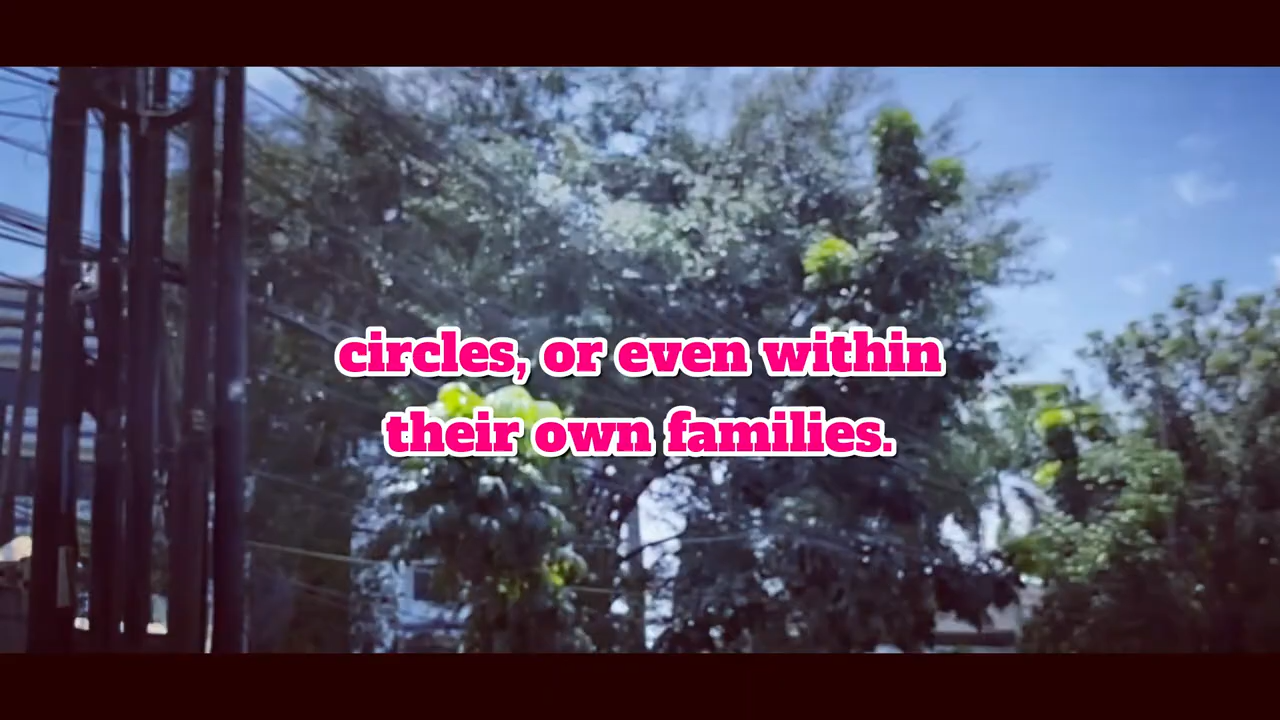 circles, or even within
their own families.